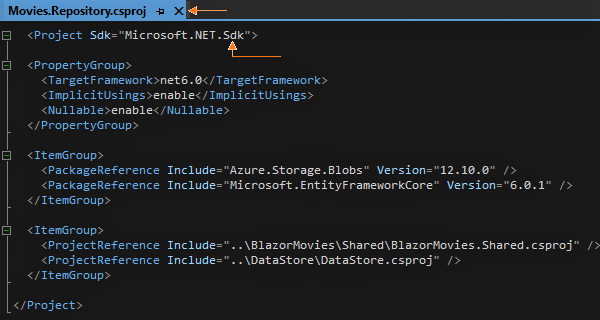 Movies.Repository.csproj
<Project Sdk="Microsoft.NET.Sdk">
<PropertyGroup>
<TargetFramework>net6.0</TargetFramework>
<ImplicitUsings>enable</ImplicitUsings>
<Nullable>enable</Nullable>
</PropertyGroup>
<ItemGroup>
<PackageReference Include="Azure.Storage.Blobs" Version="12.10.0" />
<PackageReference Include="Microsoft.EntityFrameworkCore" Version="6.0.1" />
</ItemGroup>
<ItemGroup>
<ProjectReference Include="..\BlazorMovies\Shared\BlazorMovies.Shared.csproj" />
<ProjectReference Include="..\DataStore\DataStore.csproj" />
</ItemGroup>
</Project>